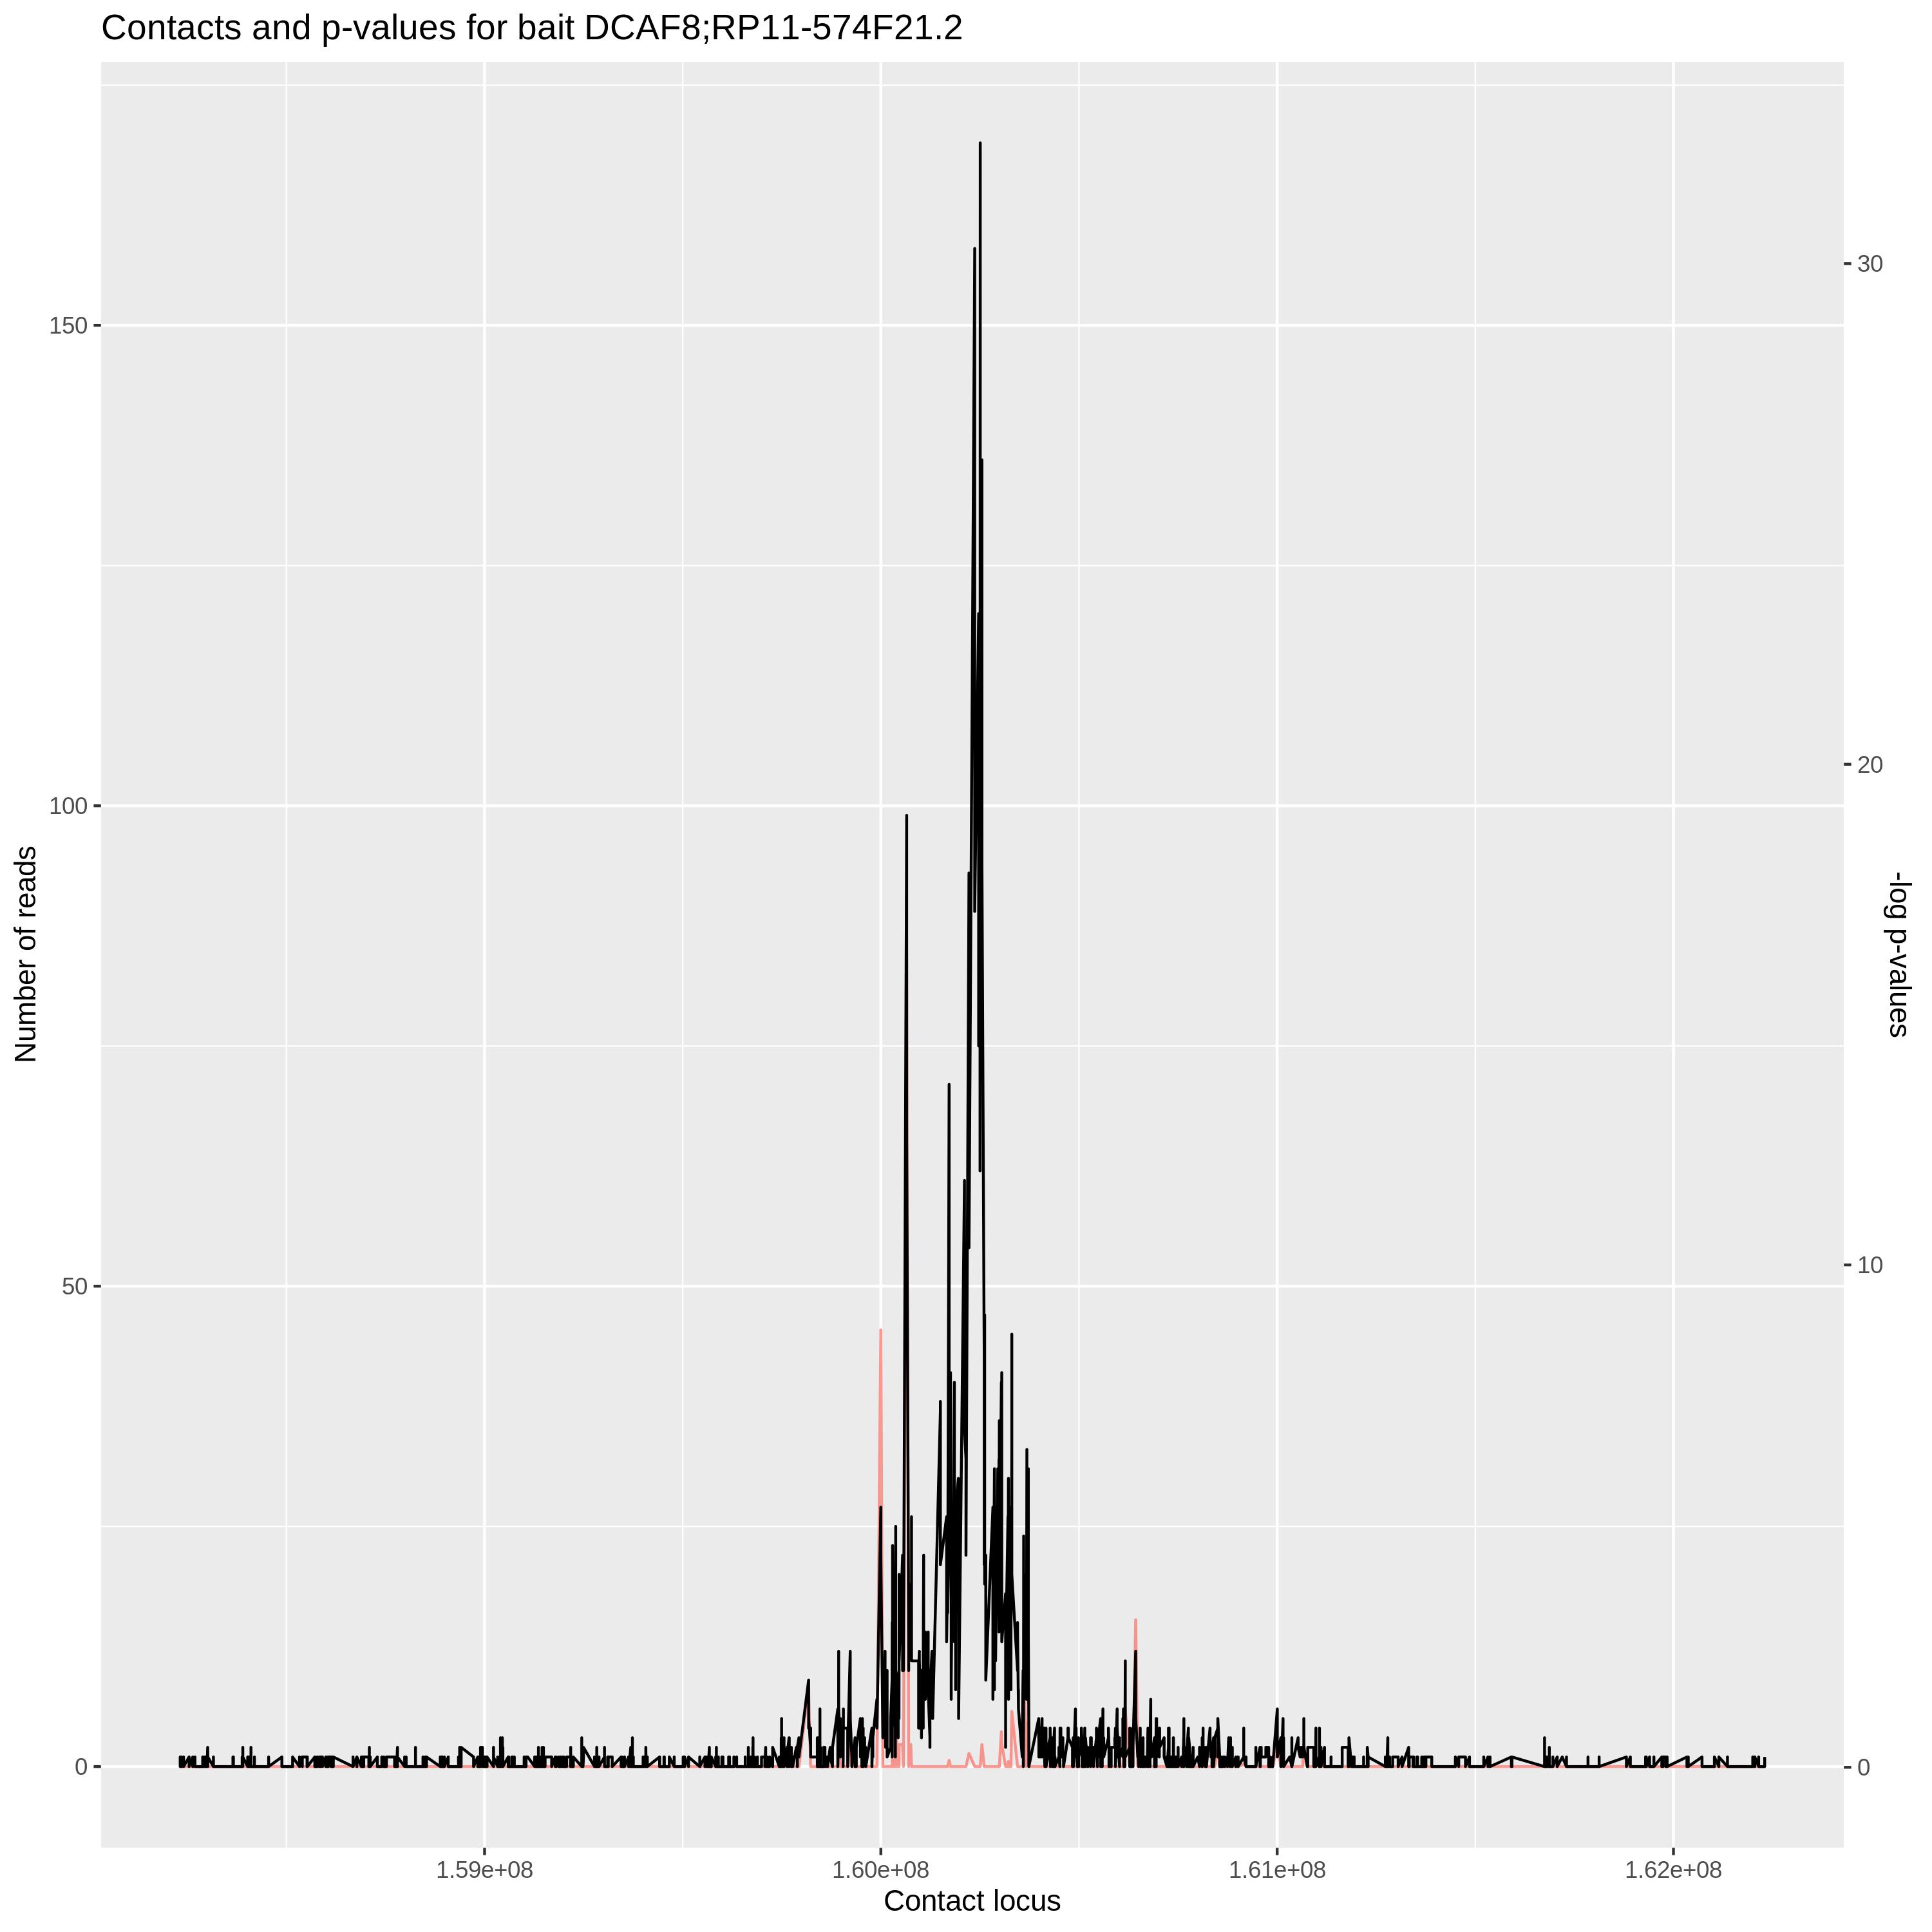 Contacts and p-values for bait DCAF8;RP11-574F21.2
150
100
50
0
Number of reads
30
20
10
0
-log p-values
1.59e+08
1.60e+08
1.61e+08
1.62e+08
Contact locus